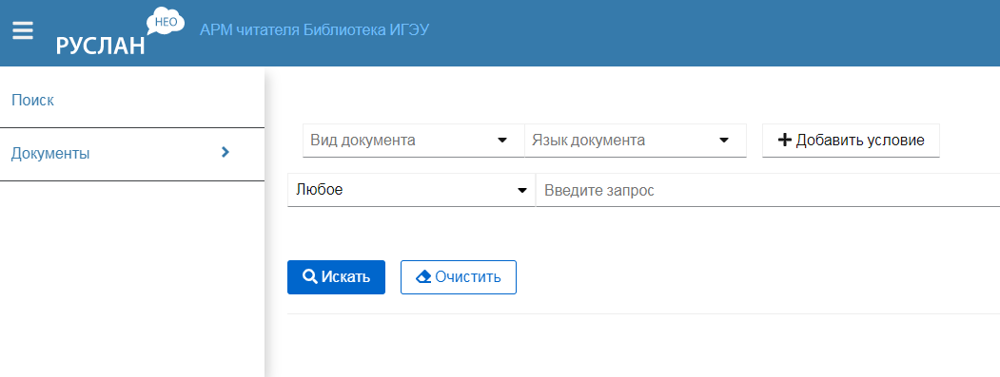 НЕО
РУСЛАН
АРМ читателя Библиотека ИГЭУ
Поиск
Документы
Вид документа
Язык документа
Добавить условие
Любое
Введите запрос
Искать
Очистить